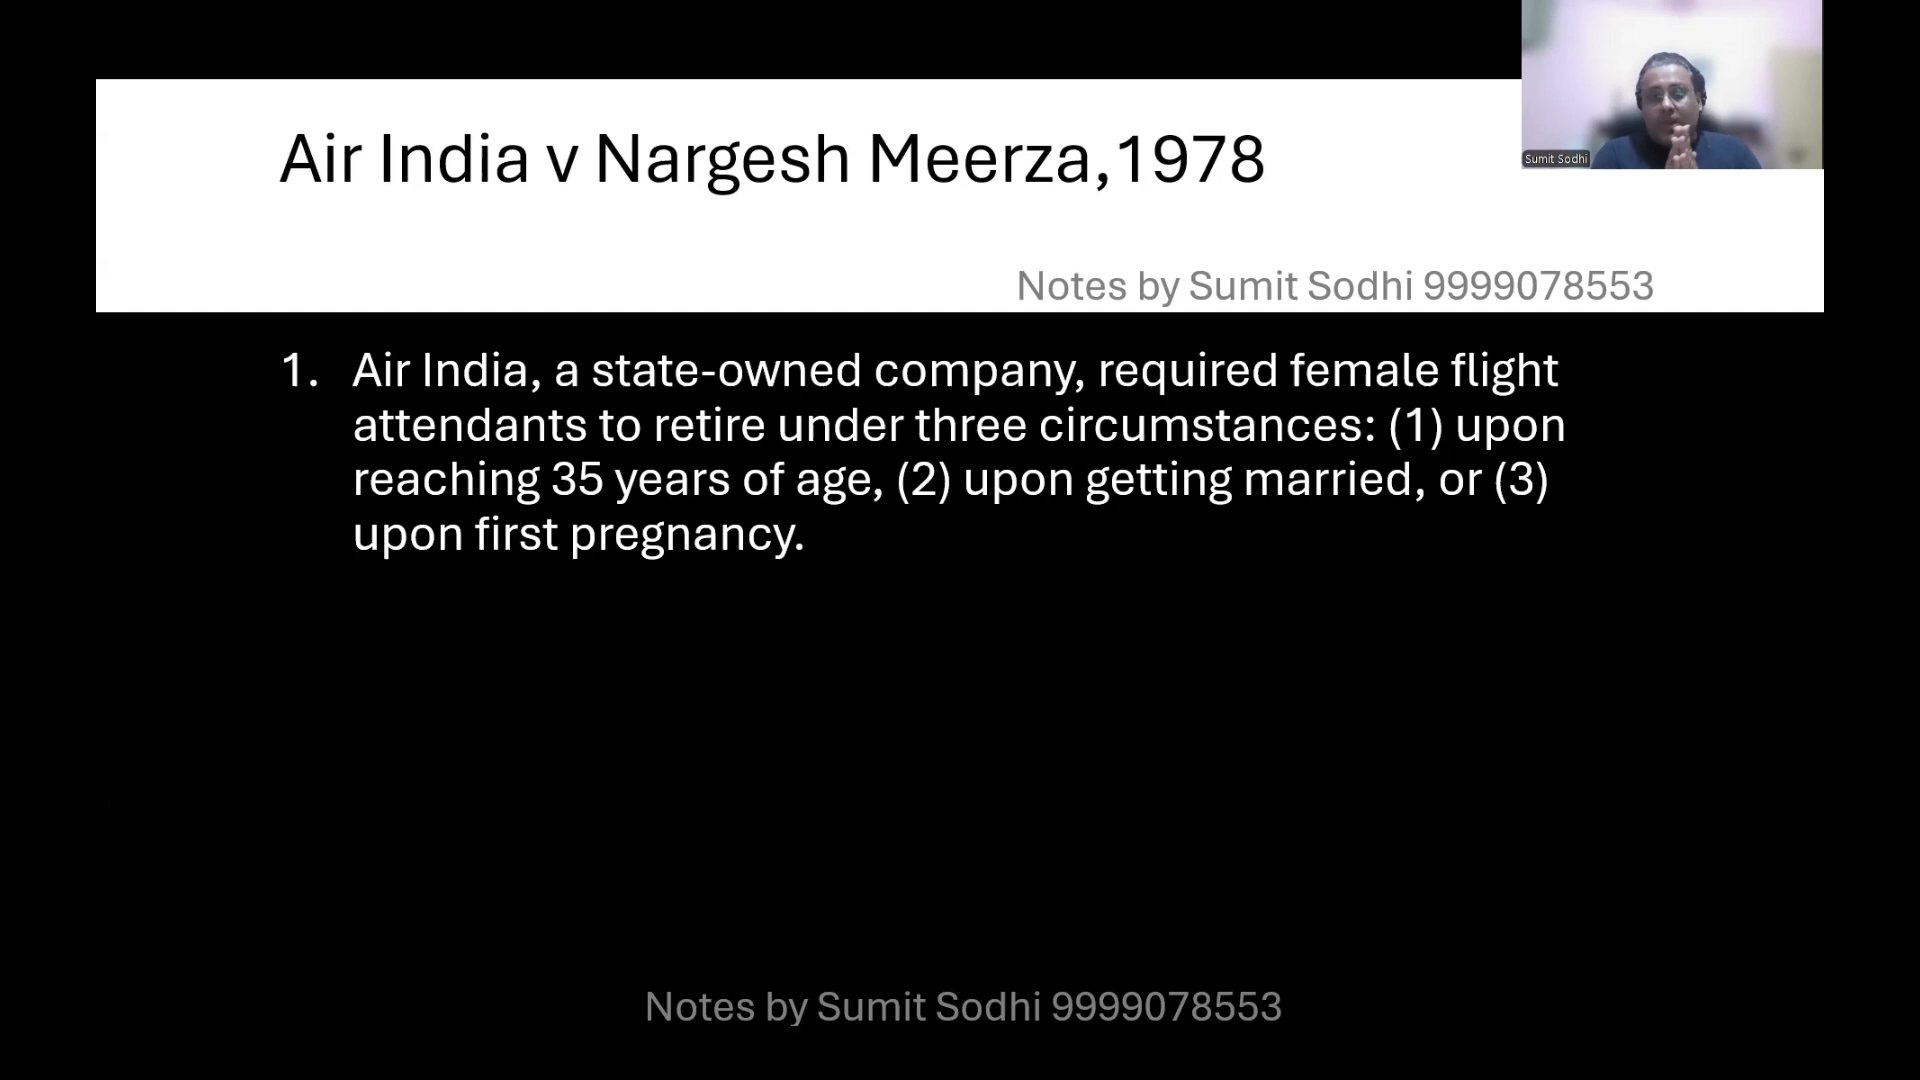 Air India v Nargesh Meerza,1978
Sumit Sodhi
Notes by Sumit Sodhi 9999078553
1. Air India, a state-owned company, required female flight
attendants to retire under three circumstances: (1) upon
reaching 35 years of age, (2) upon getting married, or (3)
upon first pregnancy.
Notes by Sumit Sodhi 9999078553